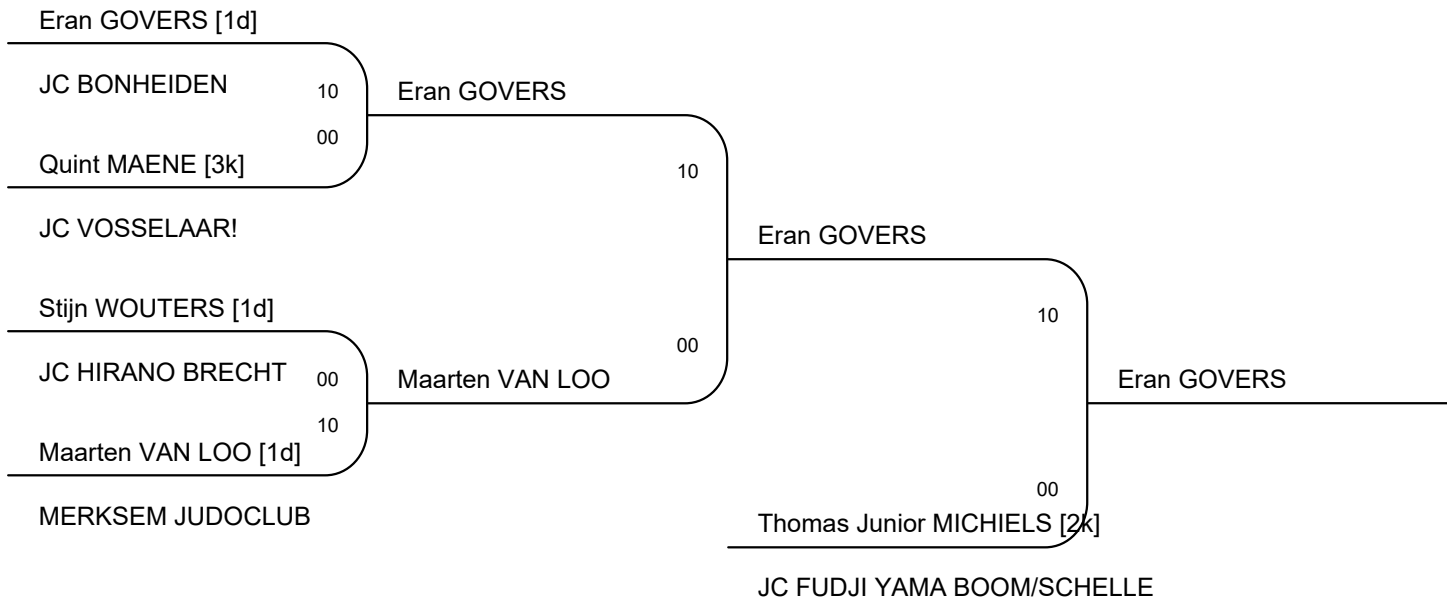 Eran GOVERS [1d]
JC BONHEIDEN
10
Eran GOVERS
00
Quint MAENE [3k]
10
JC VOSSELAAR!
Eran GOVERS
Stijn WOUTERS [1d]
10
00
JC HIRANO BRECHT
00
Maarten VAN LOO
Eran GOVERS
10
Maarten VAN LOO [1d]
00
MERKSEM JUDOCLUB
Thomas Junior MICHIELS [2k]
JC FUDJI YAMA BOOM/SCHELLE